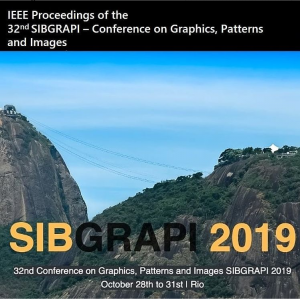 IEEE Proceedings of the
32nd SIBGRAPI – Conference on Graphics, Patterns
and Images
SIBGRAPI 2019
32nd Conference on Graphics, Patterns and Images SIBGRAPI 2019
October 28th to 31st I Rio